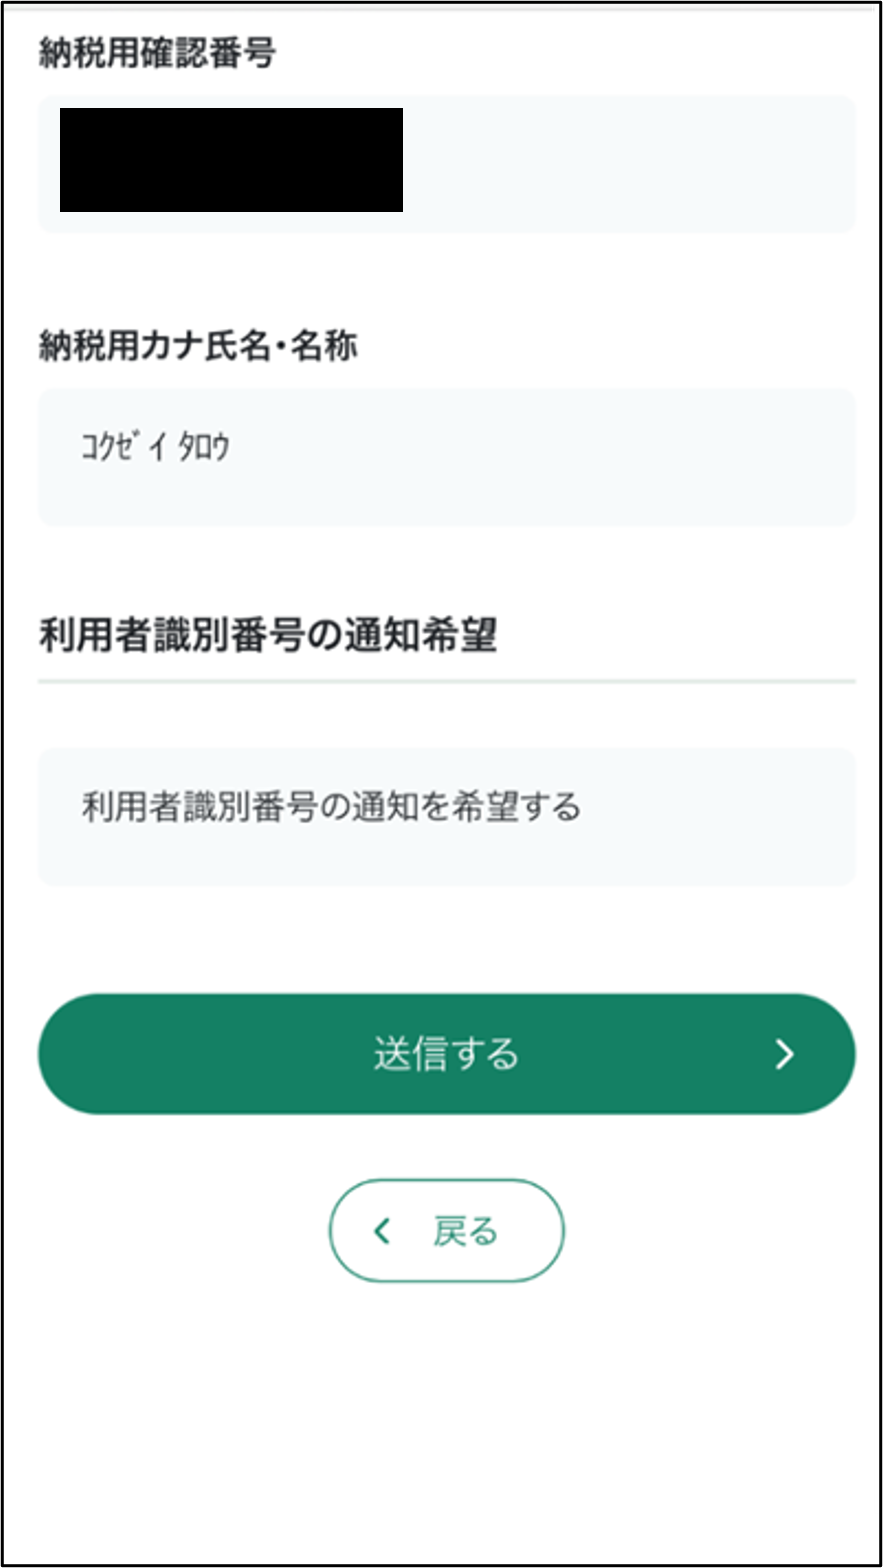 納税用確認番号
納税用カナ氏名・名称
ｺｸｾﾞｲ ﾀﾛｳ
利用者識別番号の通知希望
利用者識別番号の通知を希望する
送信する
戻る